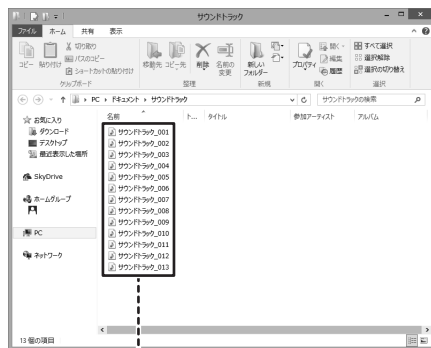 サウンドトラック
ファイル ホーム 共有 表示
コピー 貼り付け
切り取り
パスのコピー
ショートカットの貼り付け
クリップボード
移動先 コピー先 削除 名前の変更
整理
新しいフォルダー
新規
プロパティ
開く
編集
履歴
開く
すべて選択
選択解除
選択の切り替え
選択
PC ドキュメント サウンドトラック
サウンドトラックの検索
名前 ト... タイトル 参加アーティスト アルバム
お気に入り
ダウンロード
デスクトップ
最近表示した場所
SkyDrive
ホームグループ
PC
ネットワーク
サウンドトラック_001
サウンドトラック_002
サウンドトラック_003
サウンドトラック_004
サウンドトラック_005
サウンドトラック_006
サウンドトラック_007
サウンドトラック_008
サウンドトラック_009
サウンドトラック_010
サウンドトラック_011
サウンドトラック_012
サウンドトラック_013
13 個の項目